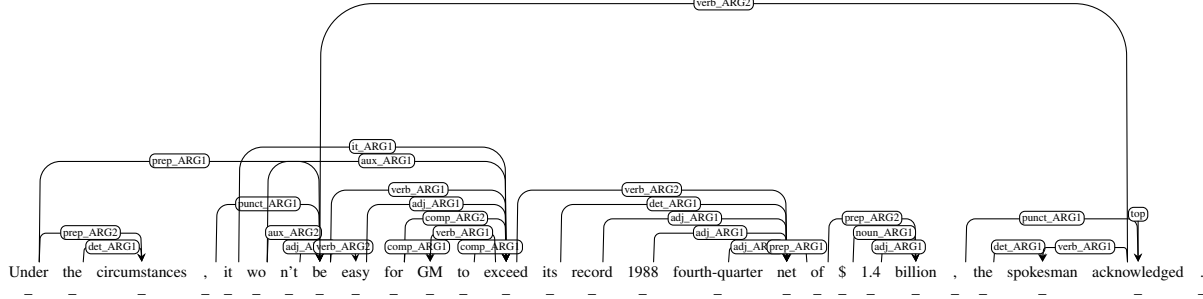 verb_ARG2
it_ARG1
prep_ARG1 aux_ARG1
verb_ARG1 verb_ARG2
punct_ARG1 adj_ARG1 det_ARG1
comp_ARG2 adj_ARG1 prep_ARG2 punct_ARG1 top
prep_ARG2 aux_ARG2 verb_ARG1 adj_ARG1 noun_ARG1
det_ARG1 verb_ARG2 comp_ARG1 comp_ARG1 prep_ARG1 adj_ARG1 det_ARG1 verb_ARG1
Under the circumstances , it wo n't be easy for GM to exceed its record 1988 fourth-quarter net of $ 1.4 billion , the spokesman acknowledged .
_ _ _ _ _ _ _ _ _ _ _ _ _ _ _ _ _ _ _ _ _ _ _ _ _ _ _